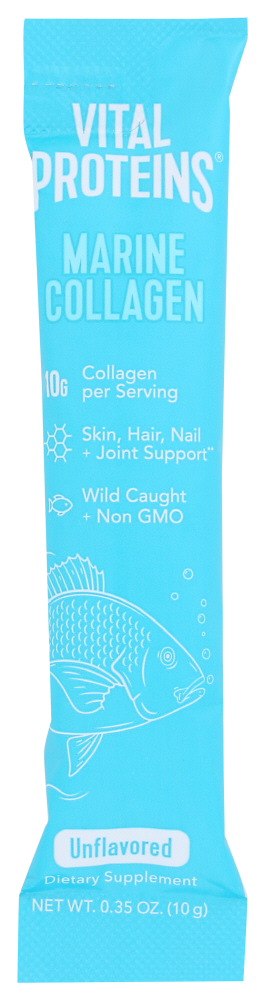 VITAL
PROTEINS®
MARINE
COLLAGEN
10G
Collagen
per Serving
Skin, Hair, Nail
+ Joint Support**
Wild Caught
+ Non GMO
Unflavored
Dietary Supplement
NET WT. 0.35 OZ. (10 g)